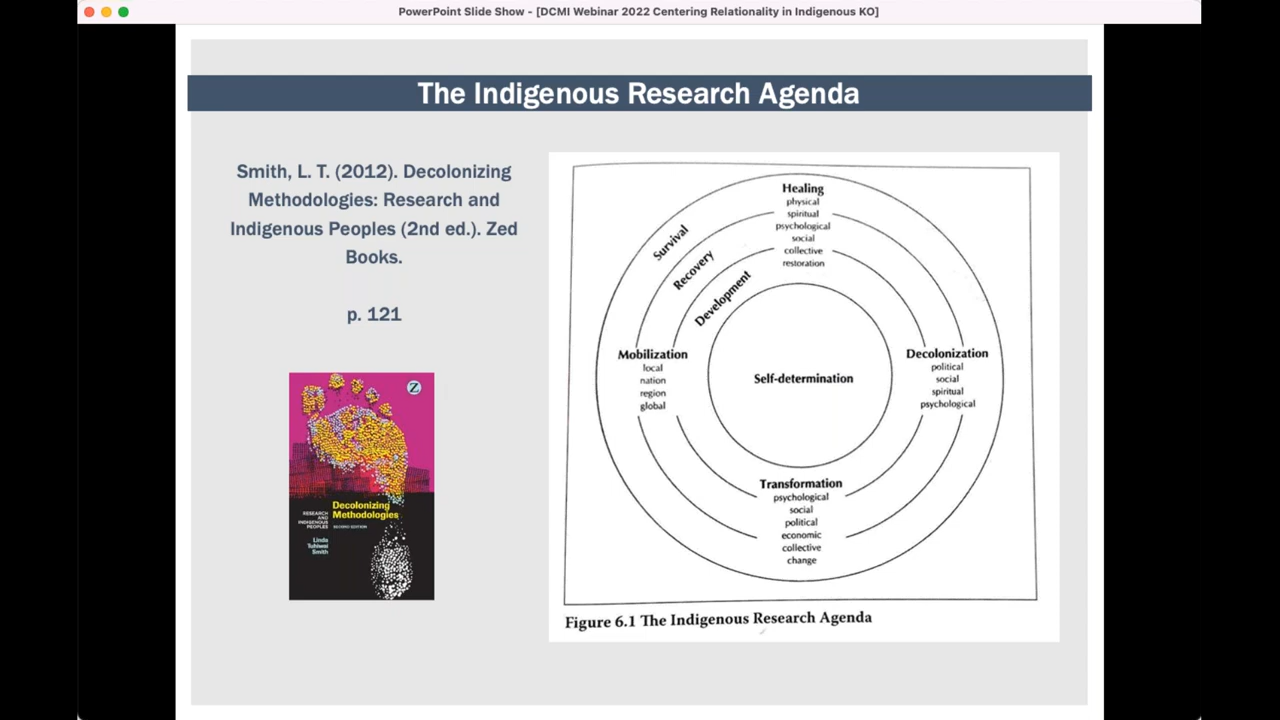 PowerPoint Slide Show - [DCMI Webinar 2022 Centering Relationality in Indigenous KO]
The Indigenous Research Agenda
Smith, L. T. (2012). Decolonizing
Methodologies: Research and
Indigenous Peoples (2nd ed.). Zed
Books.
p. 121
Z
Decolonizing
Methodologies
RESEARCH
AND
INDIGENOUS
PEOPLES
SECOND EDITION
Linda
Tuhiwai
Smith
Healing
physical
spiritual
psychological
social
collective
restoration
Survival
Recovery
Development
Mobilization
local
nation
region
global
Self-determination
Decolonization
political
social
spiritual
psychological
Transformation
psychological
social
political
economic
collective
change
Figure 6.1 The Indigenous Research Agenda